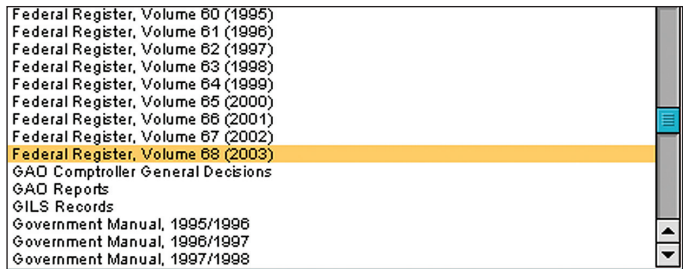 Federal Register, Volume 60 (1995)
Federal Register, Volume 61 (1996)
Federal Register, Volume 62 (1997)
Federal Register, Volume 63 (1998)
Federal Register, Volume 64 (1999)
Federal Register, Volume 65 (2000)
Federal Register, Volume 66 (2001)
Federal Register, Volume 67 (2002)
Federal Register, Volume 68 (2003)
GAO Comptroller General Decisions
GAO Reports
GILS Records
Government Manual, 1995/1996
Government Manual, 1996/1997
Government Manual, 1997/1998